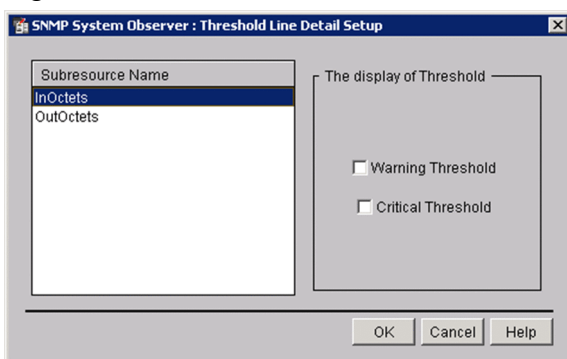 SNMP System Observer : Threshold Line Detail Setup
Subresource Name
InOctets
OutOctets
The display of Threshold
Warning Threshold
Critical Threshold
OK
Cancel
Help